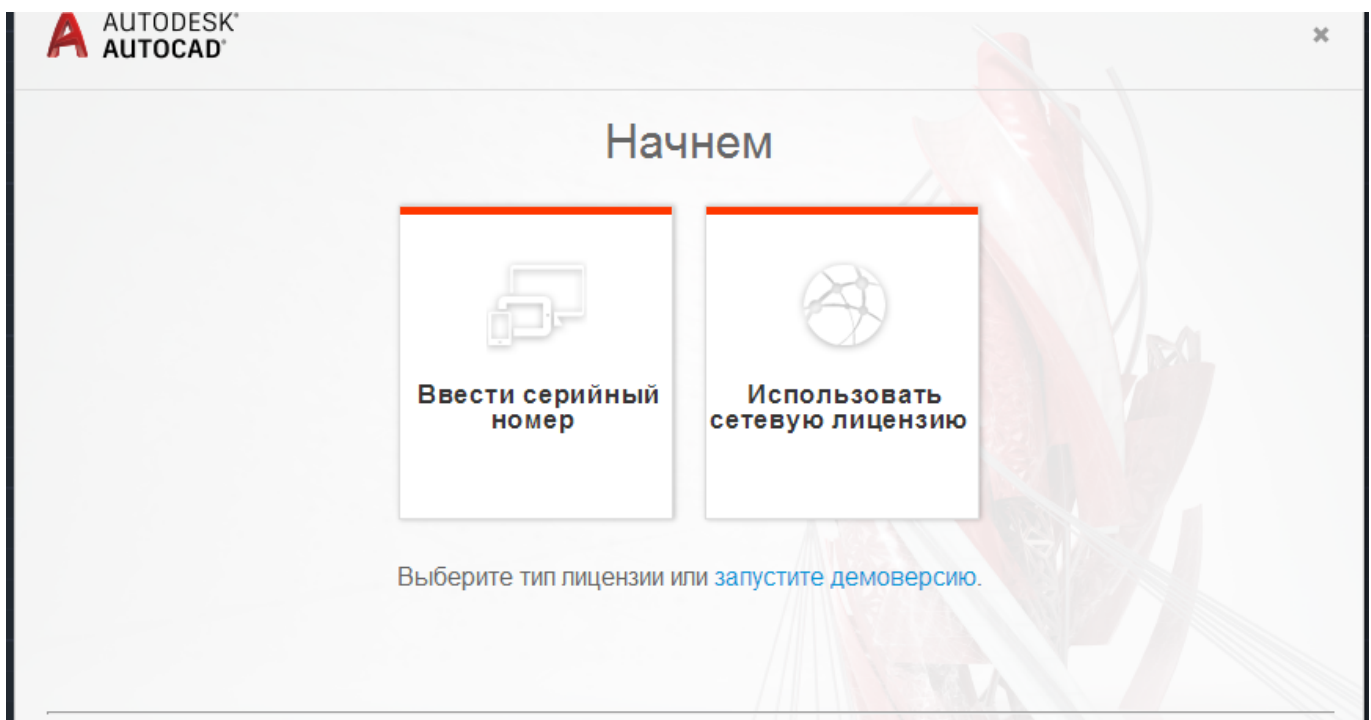 AUTODESK®
AUTOCAD®
Начнем
Ввести серийный
номер
Использовать
сетевую лицензию
Выберите тип лицензии или запустите демоверсию.